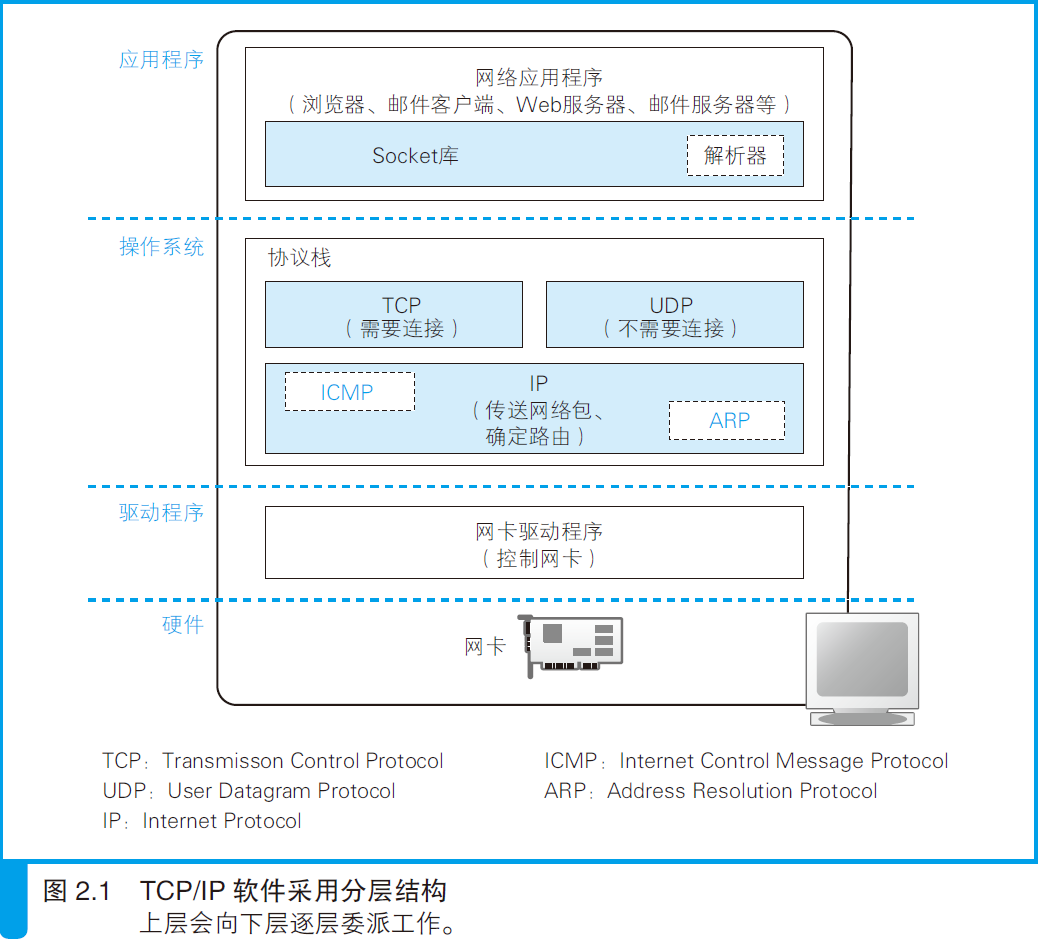 应用程序
网络应用程序
（浏览器、邮件客户端、Web服务器、邮件服务器等）
Socket库
解析器
操作系统
协议栈
TCP
（需要连接）
UDP
（不需要连接）
ICMP
IP
（传送网络包、
确定路由）
ARP
驱动程序
网卡驱动程序
（控制网卡）
硬件
网卡
TCP：Transmisson Control Protocol
UDP：User Datagram Protocol
IP：Internet Protocol
ICMP：Internet Control Message Protocol
ARP：Address Resolution Protocol
图 2.1 TCP/IP 软件采用分层结构
上层会向下层逐层委派工作。